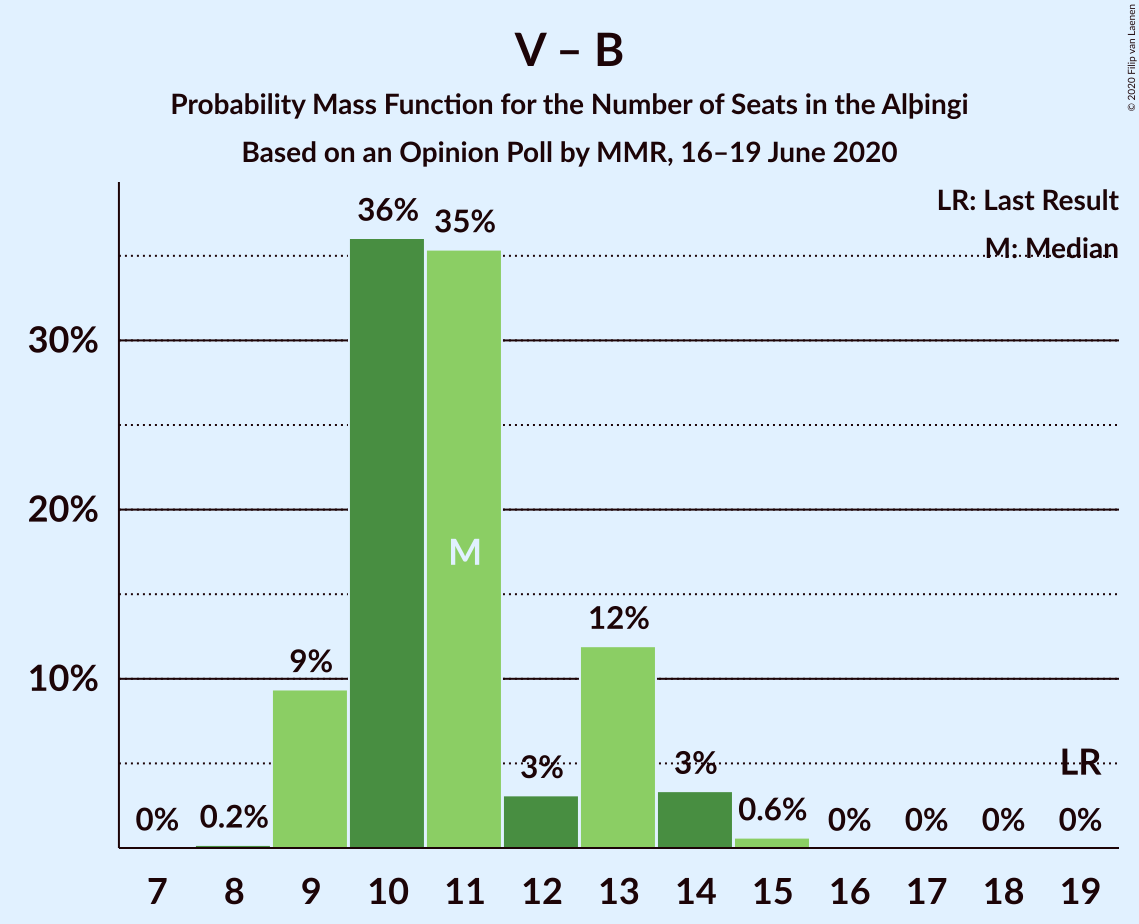 V – B
Probability Mass Function for the Number of Seats in the Alþingi
Based on an Opinion Poll by MMR, 16–19 June 2020
© 2020 Filip van Laenen
LR: Last Result
M: Median
36%
35%
30%
20%
M
12%
9%
10%
3%
3%
LR
0%
0.2%
0.6%
0%
0%
0%
0%
7 8 9 10 11 12 13 14 15 16 17 18 19